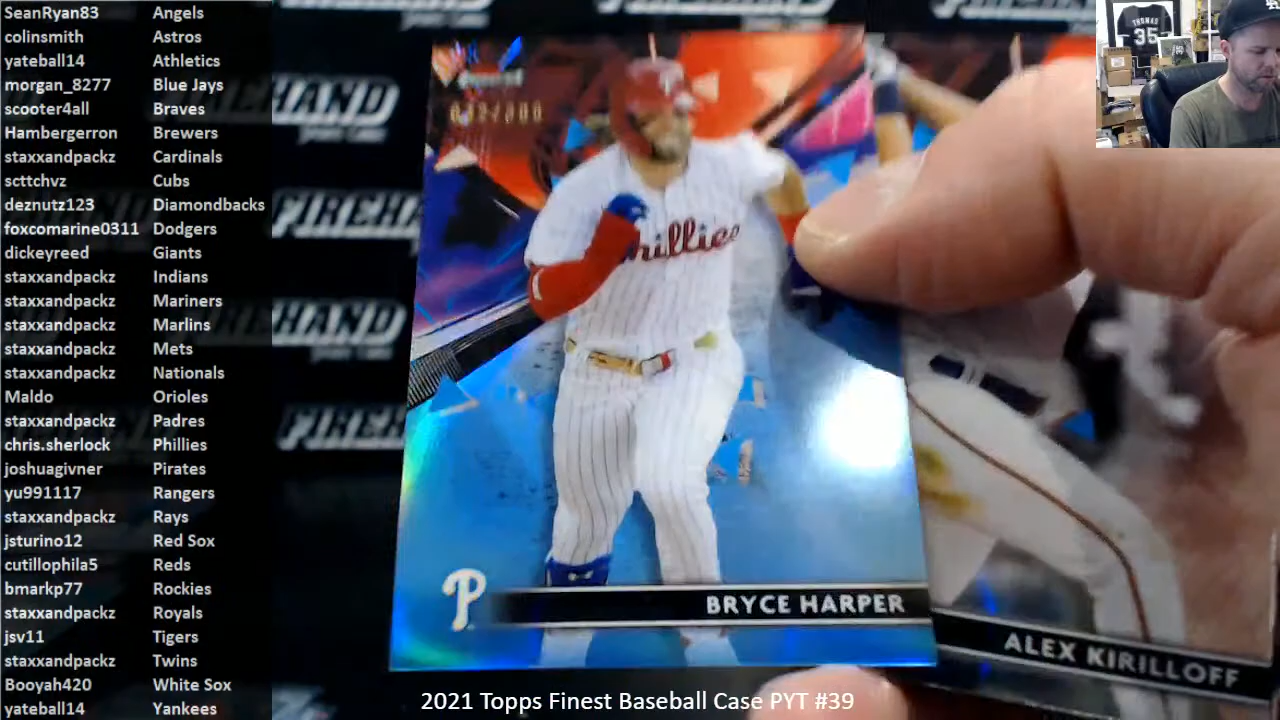 SeanRyan83 Angels
colinsmith Astros
yateball14 Athletics
morgan_8277 Blue Jays
scooter4all Braves
Hambergerron Brewers
staxxandpackz Cardinals
scttchvz Cubs
deznutz123 Diamondbacks
foxcomarine0311 Dodgers
dickeyreed Giants
staxxandpackz Indians
staxxandpackz Mariners
staxxandpackz Marlins
staxxandpackz Mets
staxxandpackz Nationals
Maldo Orioles
staxxandpackz Padres
chris.sherlock Phillies
joshuagivner Pirates
yu991117 Rangers
staxxandpackz Rays
jsturino12 Red Sox
cutillophila5 Reds
bmarkp77 Rockies
staxxandpackz Royals
jsv11 Tigers
staxxandpackz Twins
Booyah420 White Sox
yateball14 Yankees
Phillies
P
BRYCE HARPER
ALEX KIRILLOFF
THOMAS
35
2021 Topps Finest Baseball Case PYT #39